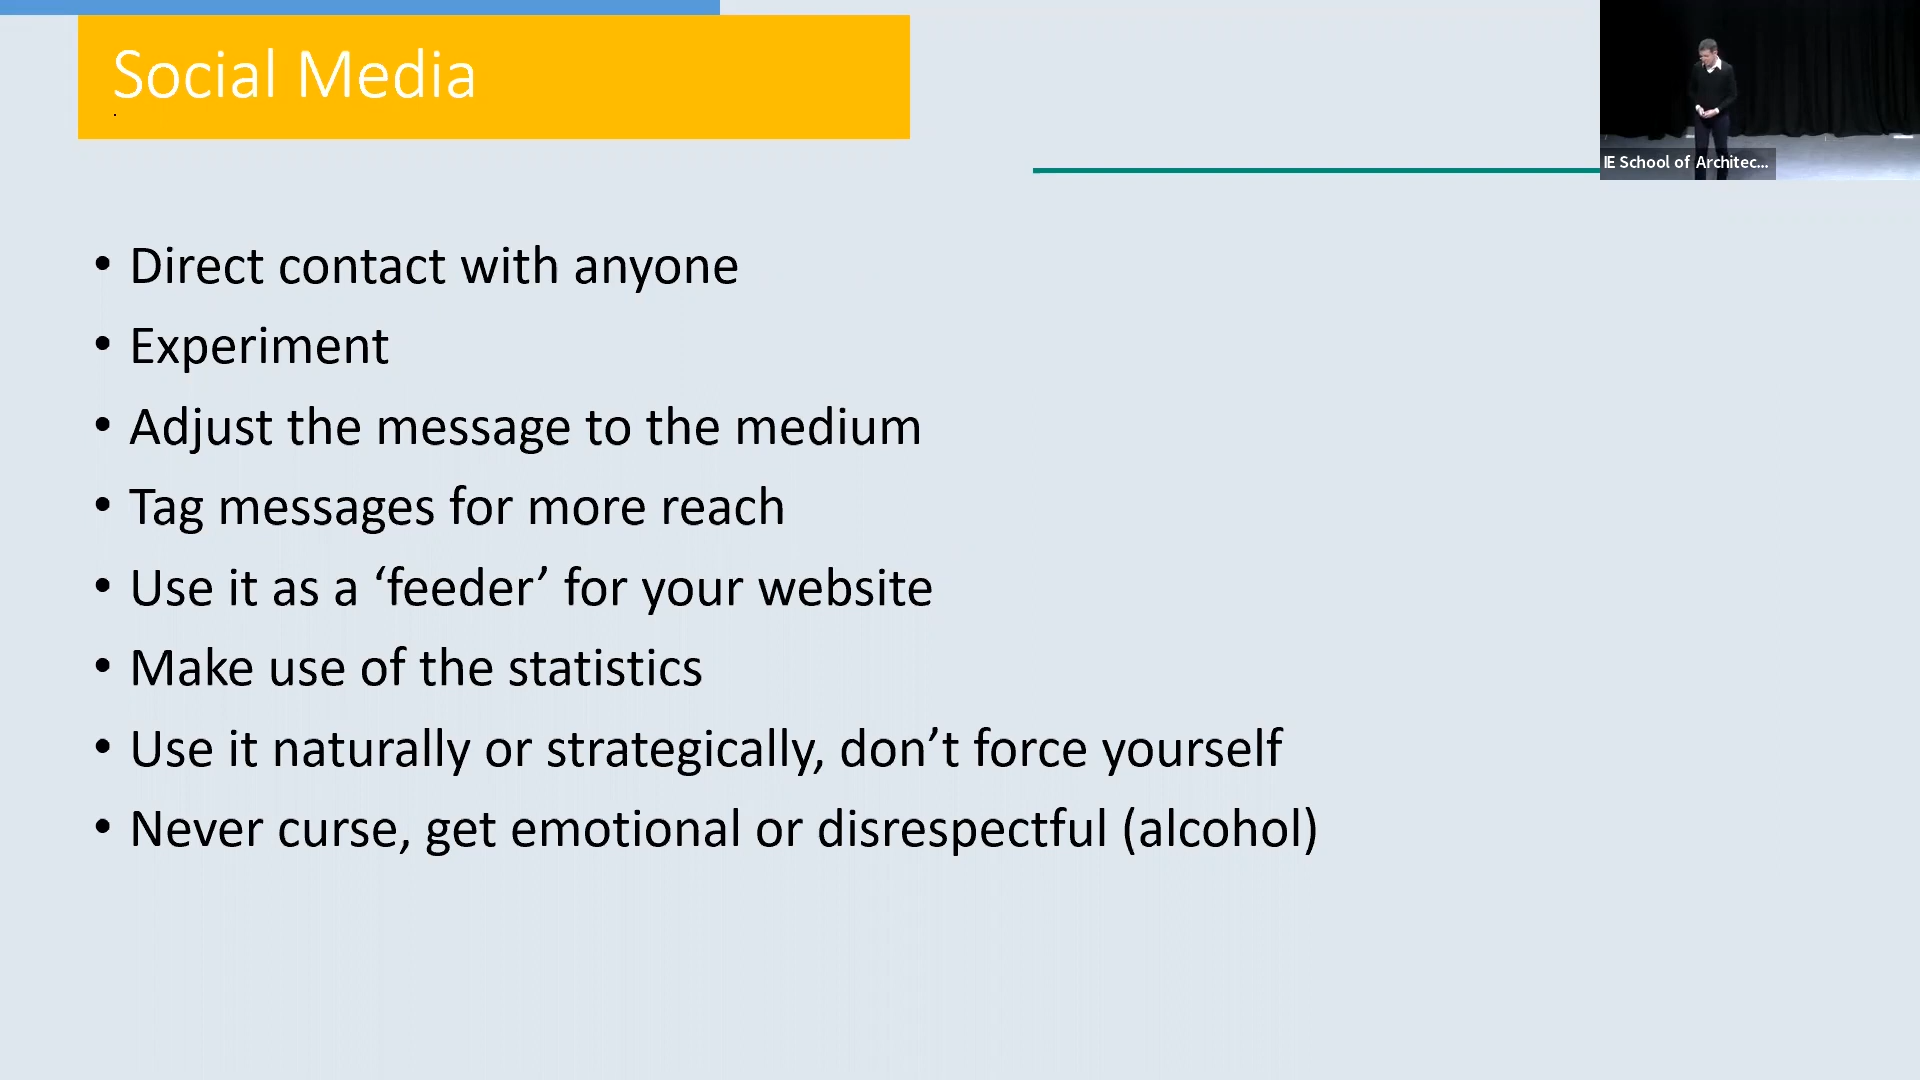 Social Media
.
IE School of Architec...
• Direct contact with anyone
• Experiment
• Adjust the message to the medium
• Tag messages for more reach
• Use it as a ‘feeder’ for your website
• Make use of the statistics
• Use it naturally or strategically, don’t force yourself
• Never curse, get emotional or disrespectful (alcohol)